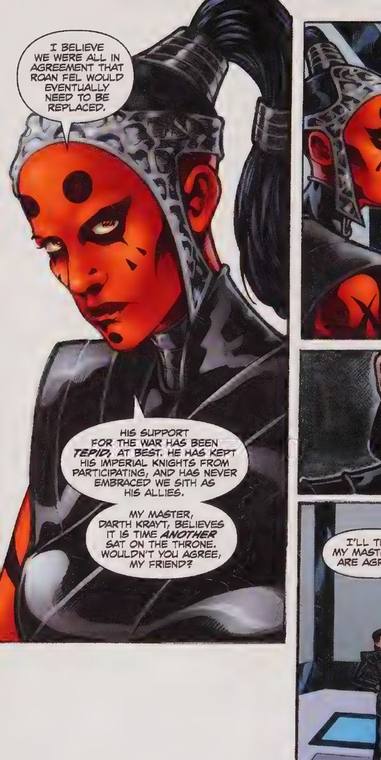 I BELIEVE
WE WERE ALL IN
AGREEMENT THAT
ROAN FEL WOULD
EVENTUALLY
NEED TO BE
REPLACED.
HIS SUPPORT
FOR THE WAR HAS BEEN
TEPID, AT BEST. HE HAS KEPT
HIS IMPERIAL KNIGHTS FROM
PARTICIPATING, AND HAS NEVER
EMBRACED WE SITH AS
HIS ALLIES.
MY MASTER,
DARTH KRAYT, BELIEVES
IT IS TIME ANOTHER
SAT ON THE THRONE.
WOULDN'T YOU AGREE,
MY FRIEND?
I'LL
MY
ARE